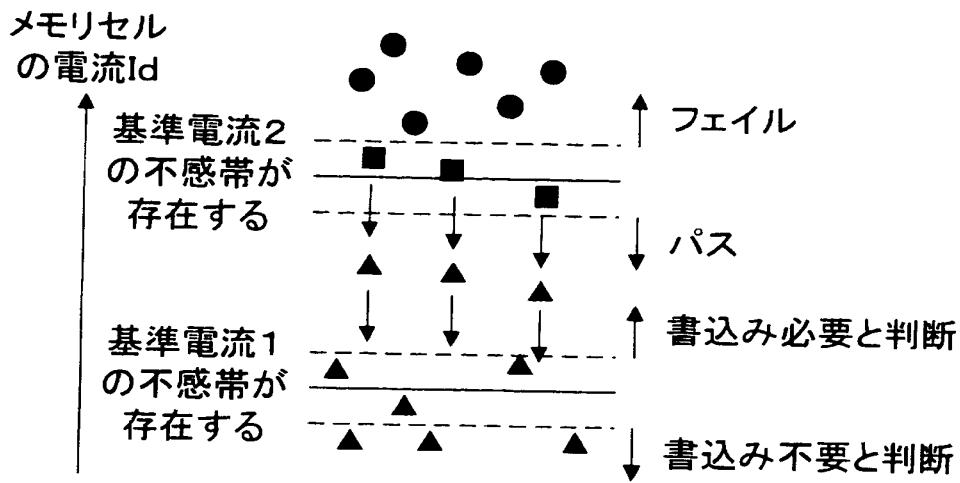 メモリセル
の電流Id
基準電流2
の不感帯が
存在する
フェイル
パス
基準電流1
の不感帯が
存在する
書込み必要と判断
書込み不要と判断